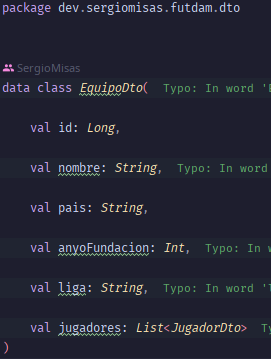 package dev.sergiomisas.futdam.dto
SergioMisas
data class EquipoDto( Typo: In word '
val id: Long,
val nombre: String, Typo: In word
val pais: String,
val anyoFundacion: Int, Typo: In w
val liga: String, Typo: In word '
val jugadores: List<JugadorDto> Ty
)